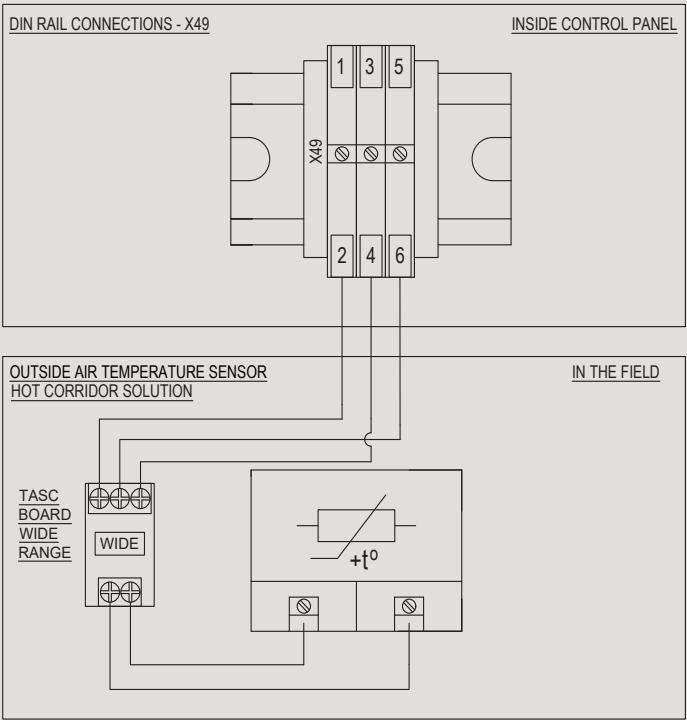 DIN RAIL CONNECTIONS - X49
INSIDE CONTROL PANEL
1 3 5
X49
2 4 6
OUTSIDE AIR TEMPERATURE SENSOR
HOT CORRIDOR SOLUTION
IN THE FIELD
TASC
BOARD
WIDE
RANGE
WIDE
+tº